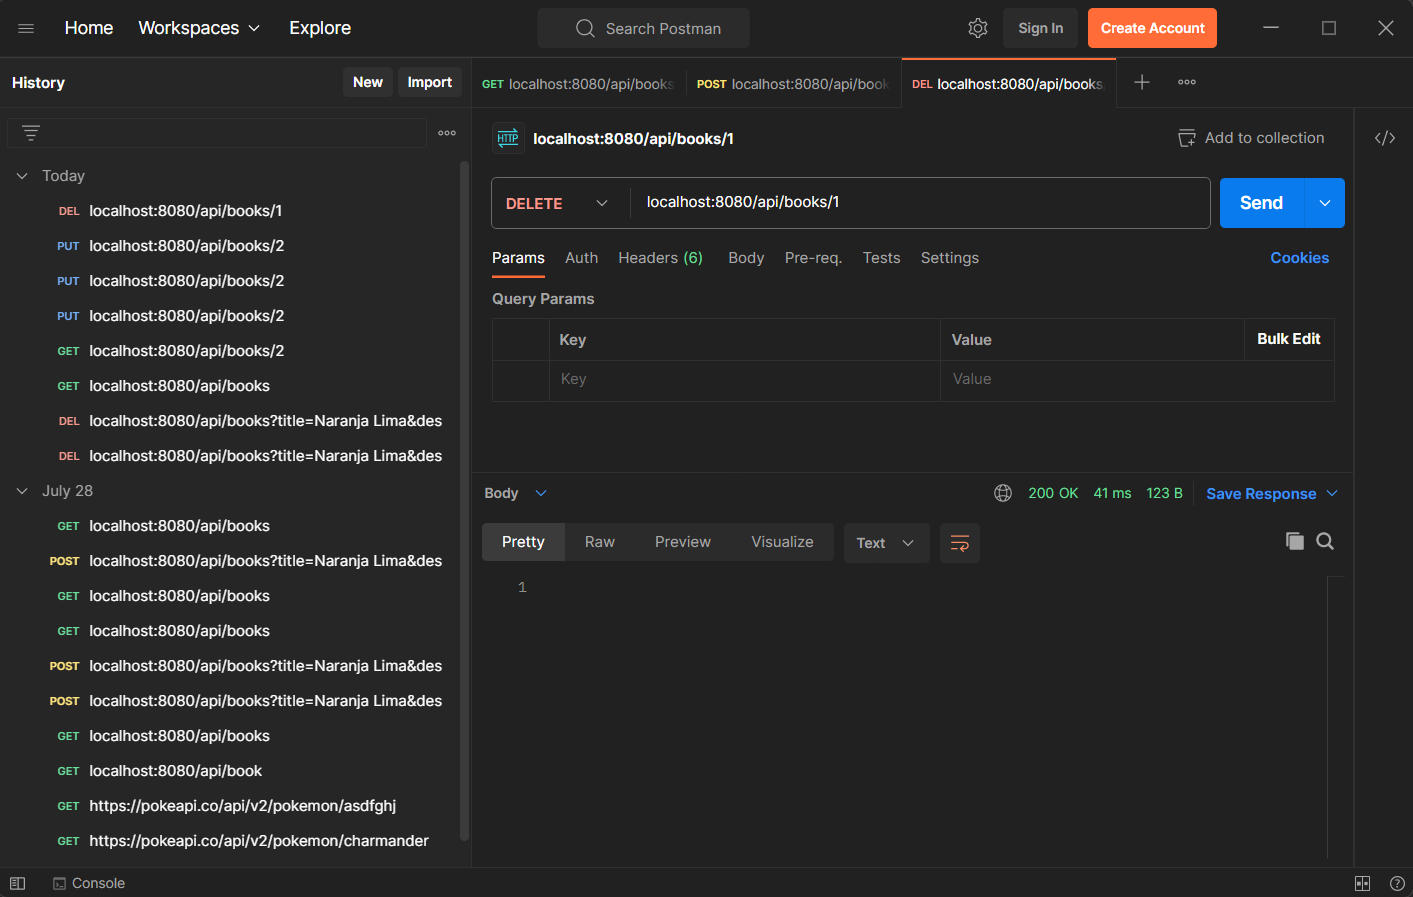 Home
Workspaces
Explore
Search Postman
Sign In
Create Account
History
New
Import
GET localhost:8080/api/books
POST localhost:8080/api/book
DEL localhost:8080/api/books
Today
DEL localhost:8080/api/books/1
PUT localhost:8080/api/books/2
PUT localhost:8080/api/books/2
PUT localhost:8080/api/books/2
GET localhost:8080/api/books/2
GET localhost:8080/api/books
DEL localhost:8080/api/books?title=Naranja Lima&des
DEL localhost:8080/api/books?title=Naranja Lima&des
July 28
GET localhost:8080/api/books
POST localhost:8080/api/books?title=Naranja Lima&des
GET localhost:8080/api/books
GET localhost:8080/api/books
POST localhost:8080/api/books?title=Naranja Lima&des
POST localhost:8080/api/books?title=Naranja Lima&des
GET localhost:8080/api/books
GET localhost:8080/api/book
GET https://pokeapi.co/api/v2/pokemon/asdfghj
GET https://pokeapi.co/api/v2/pokemon/charmander
HTTP localhost:8080/api/books/1
Add to collection
</>
DELETE
localhost:8080/api/books/1
Send
Params
Auth
Headers (6)
Body
Pre-req.
Tests
Settings
Cookies
Query Params
Key
Value
Bulk Edit
Key
Value
Body
200 OK
41 ms
123 B
Save Response
Pretty
Raw
Preview
Visualize
Text
1
Console